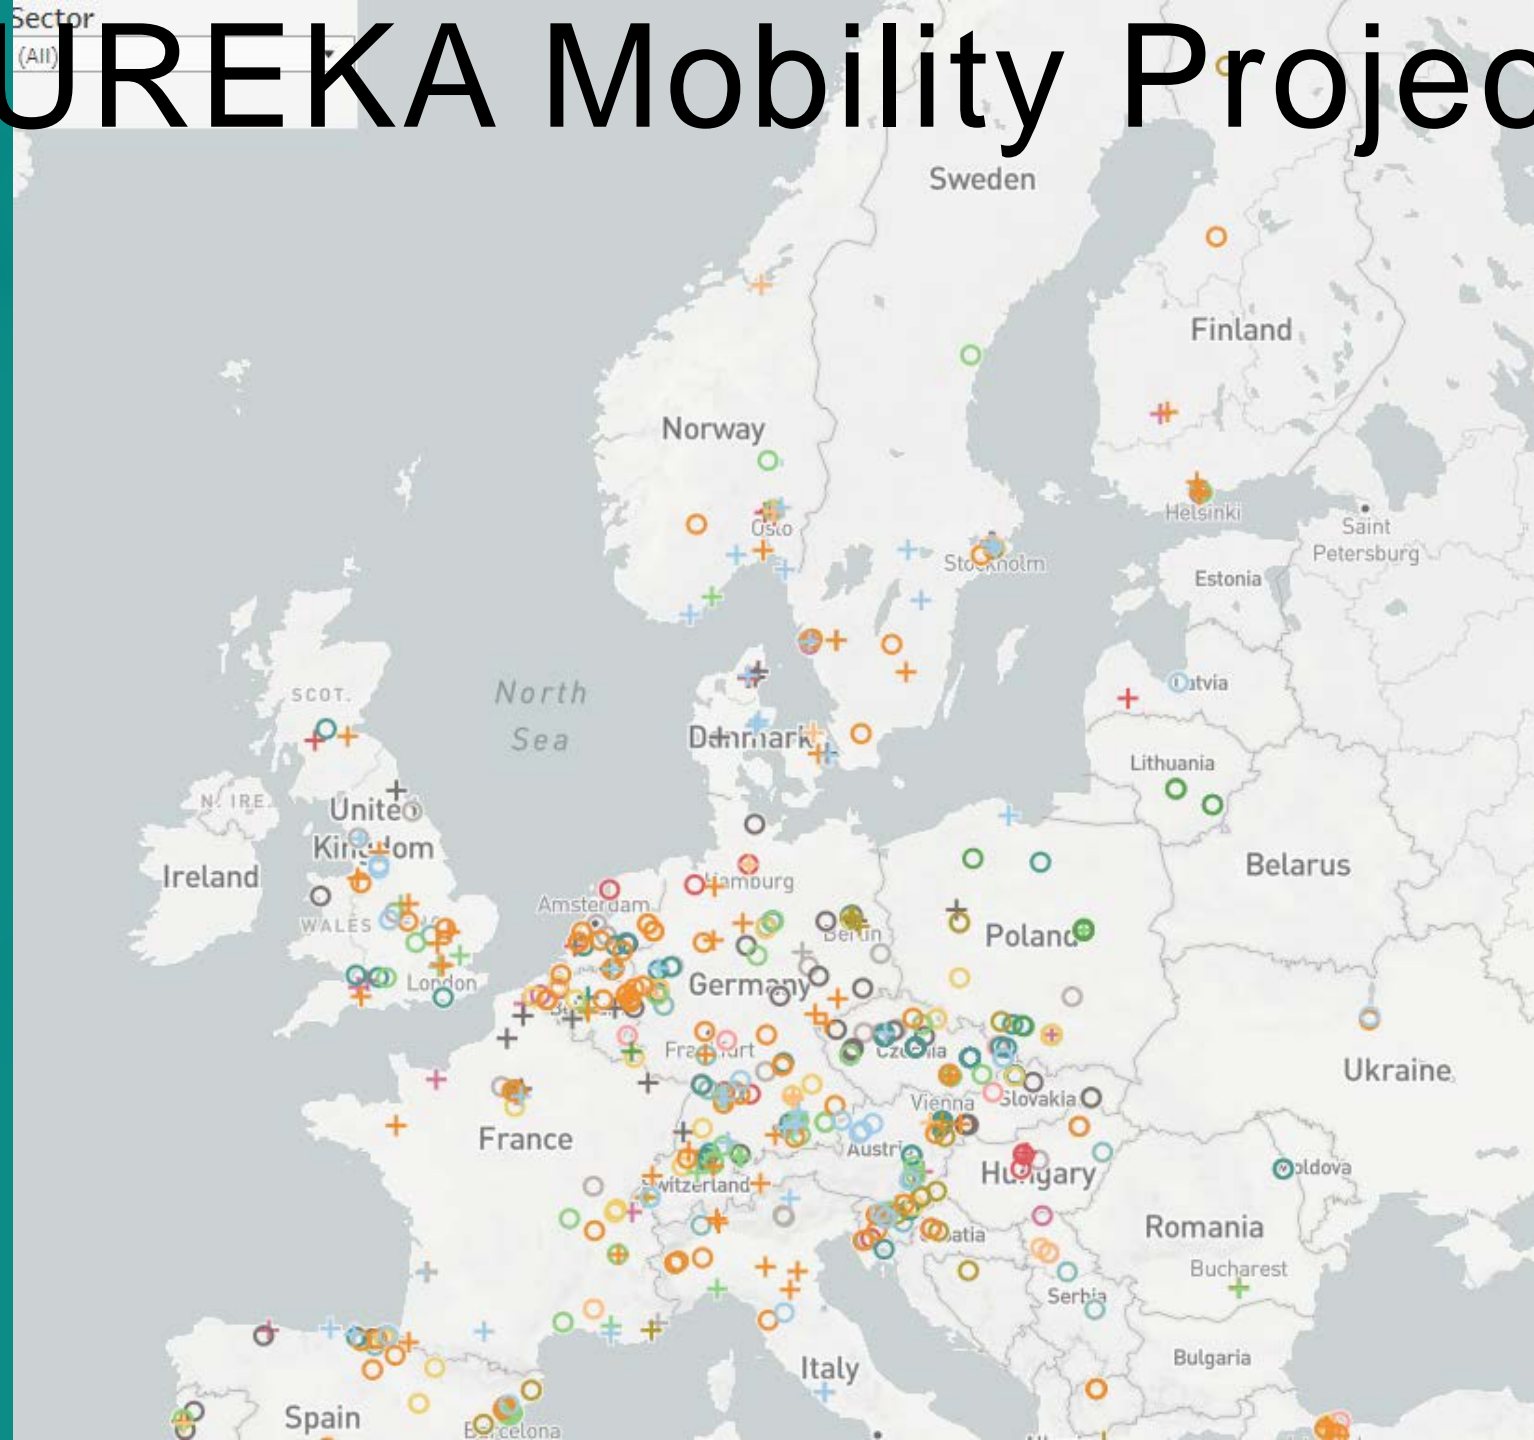 Sector
(All)
UREKA Mobility Projec
Sweden
Finland
Norway
Oslo
Helsinki
Saint
Petersburg
Stockholm
Estonia
SCOT.
North
Sea
Latvia
Denmark
Lithuania
N. IRE.
United
Kingdom
Ireland
Hamburg
Belarus
Amsterdam
WALES
Berlin
Poland
London
Germany
Frankfurt
Czechia
Ukraine
Vienna
Slovakia
France
Austri
Hungary
Moldova
Switzerland
Romania
Croatia
Bucharest
Serbia
Bulgaria
Italy
Spain
Barcelona